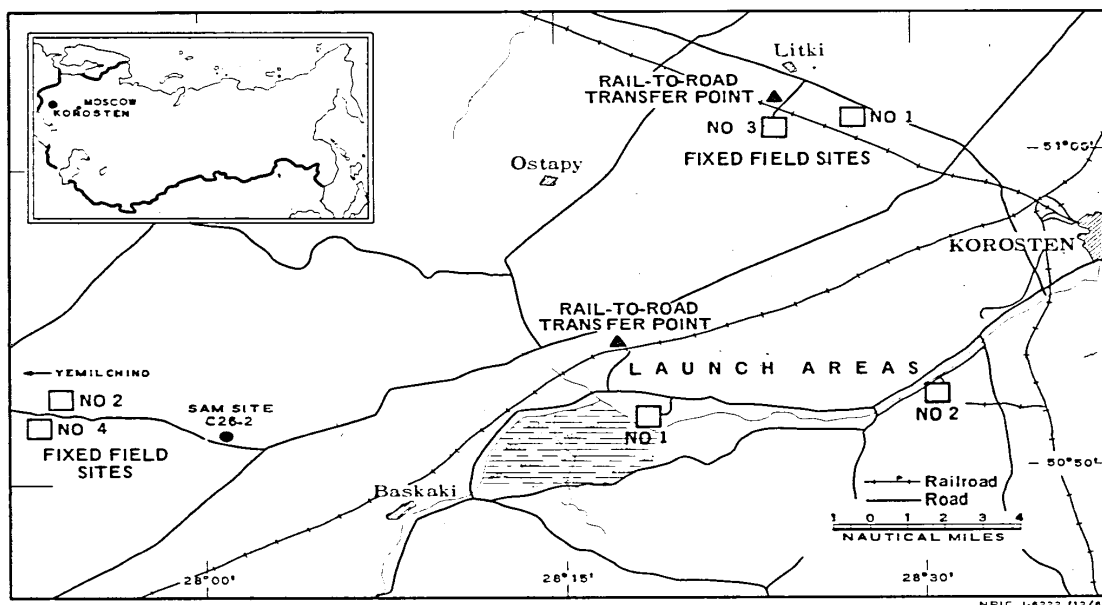 MOSCOW
KOROSTEN
Litki
RAIL-TO-ROAD
TRANSFER POINT
NO 3
NO 1
FIXED FIELD SITES
51°00'
Ostapy
KOROSTEN
RAIL-TO-ROAD
TRANSFER POINT
LAUNCH AREAS
YEMILCHINO
NO 2
NO 4
SAM SITE
C26-2
FIXED FIELD
SITES
NO 1
NO 2
50°50'
Baskaki
Railroad
Road
1 0 1 2 3 4
NAUTICAL MILES
28°00'
28°15'
28°30'